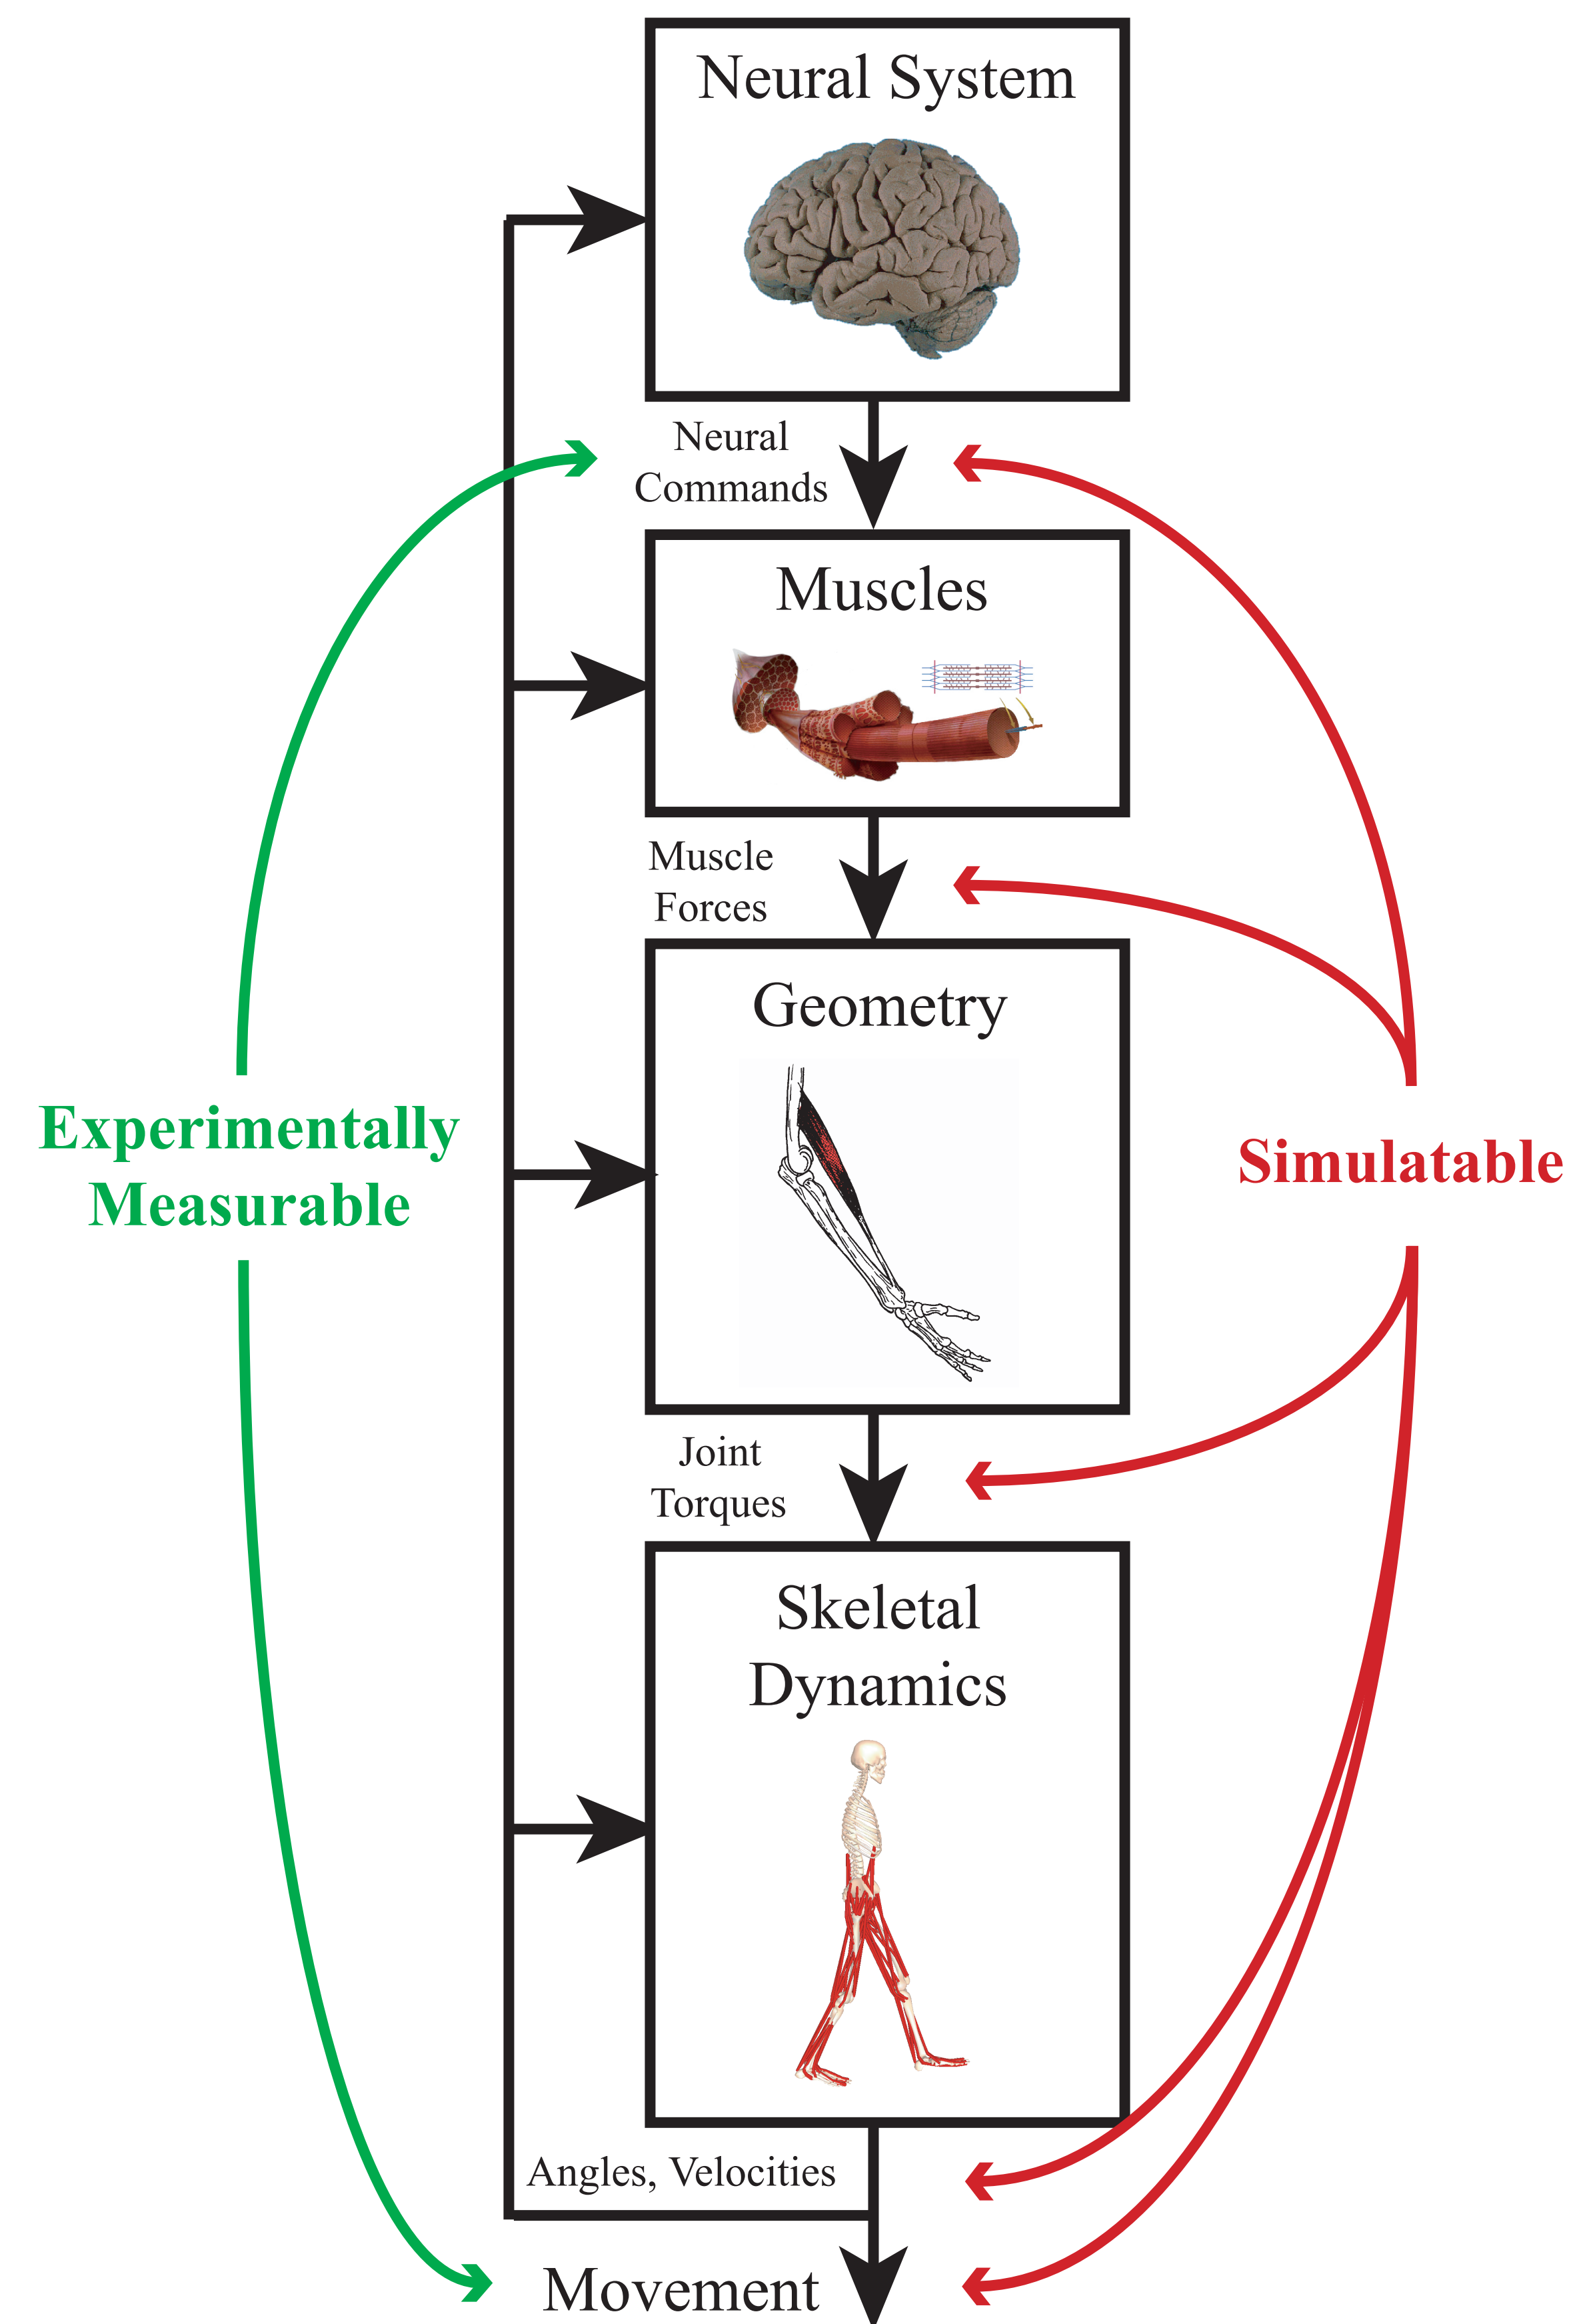 Neural System
Neural
Commands
Muscles
Muscle
Forces
Geometry
Experimentally
Measurable
Simulatable
Joint
Torques
Skeletal
Dynamics
Angles, Velocities
Movement